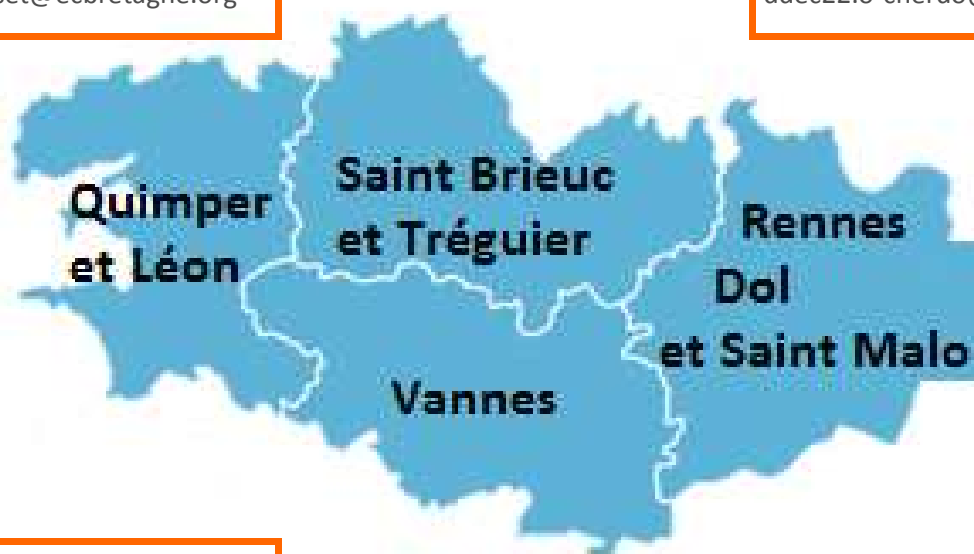 Quimper
et Léon
Saint Brieuc
et Tréguier
Rennes
Dol
et Saint Malo
Vannes